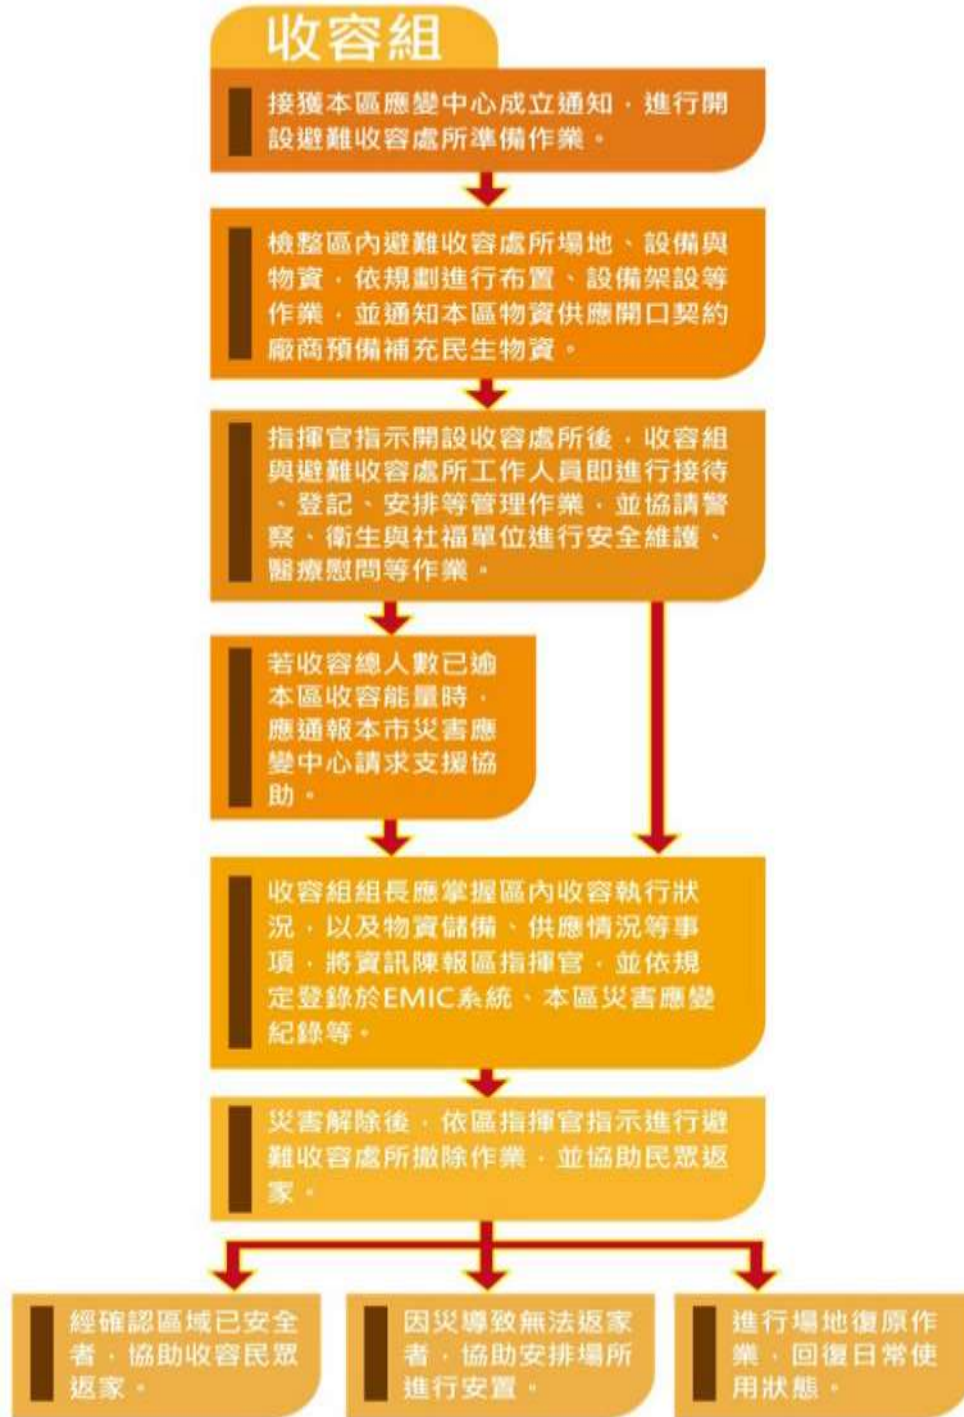 收容組
接獲本區應變中心成立通知，進行開
設避難收容處所準備作業。
檢整區內避難收容處所場地、設備與
物資，依規劃進行布置、設備架設等
作業，並通知本區物資供應開口契約
廠商預備補充民生物資。
指揮官指示開設收容處所後，收容組
與避難收容處所工作人員即進行接待
、登記、安排等管理作業，並協請警
察、衛生與社福單位進行安全維護、
醫療慰問等作業。
若收容總人數已逾
本區收容能量時，
應通報本市災害應
變中心請求支援協
助。
收容組組長應掌握區內收容執行狀
況，以及物資儲備、供應情況等事
項，將資訊陳報區指揮官，並依規
定登錄於EMIC系統、本區災害應變
紀錄等。
災害解除後，依區指揮官指示進行避
難收容處所撤除作業，並協助民眾返
家。
經確認區域已安全
者，協助收容民眾
返家。
因災導致無法返家
者，協助安排場所
進行安置。
進行場地復原作
業，回復日常使
用狀態。